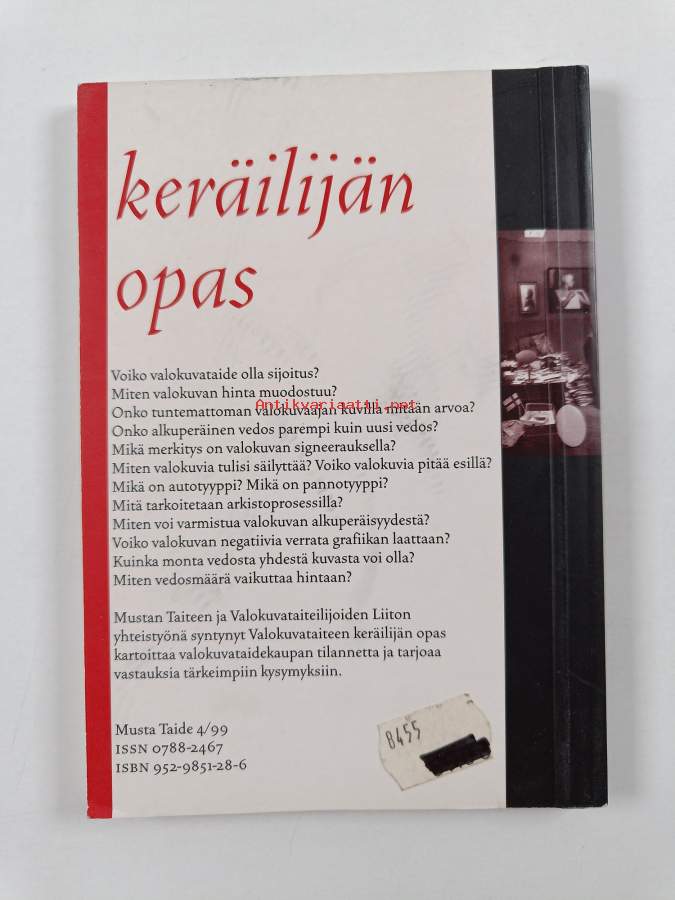 keräilijän
opas
Voiko valokuvataide olla sijoitus?
Miten valokuvan hinta muodostuu?
Antikvariaatti.net
Onko tuntemattoman valokuvaajan kuvilla mitään arvoa?
Onko alkuperäinen vedos parempi kuin uusi vedos?
Mikä merkitys on valokuvan signeerauksella?
Miten valokuvia tulisi säilyttää? Voiko valokuvia pitää esillä?
Mikä on autotyyppi? Mikä on pannotyyppi?
Mitä tarkoitetaan arkistoprosessilla?
Miten voi varmistua valokuvan alkuperäisyydestä?
Voiko valokuvan negatiivia verrata grafiikan laattaan?
Kuinka monta vedosta yhdestä kuvasta voi olla?
Miten vedosmäärä vaikuttaa hintaan?
Mustan Taiteen ja Valokuvataiteilijoiden Liiton
yhteistyönä syntynyt Valokuvataiteen keräilijän opas
kartoittaa valokuvataidekaupan tilannetta ja tarjoaa
vastauksia tärkeimpiin kysymyksiin.
Musta Taide 4/99
ISSN 0788-2467
ISBN 952-9851-28-6
8455